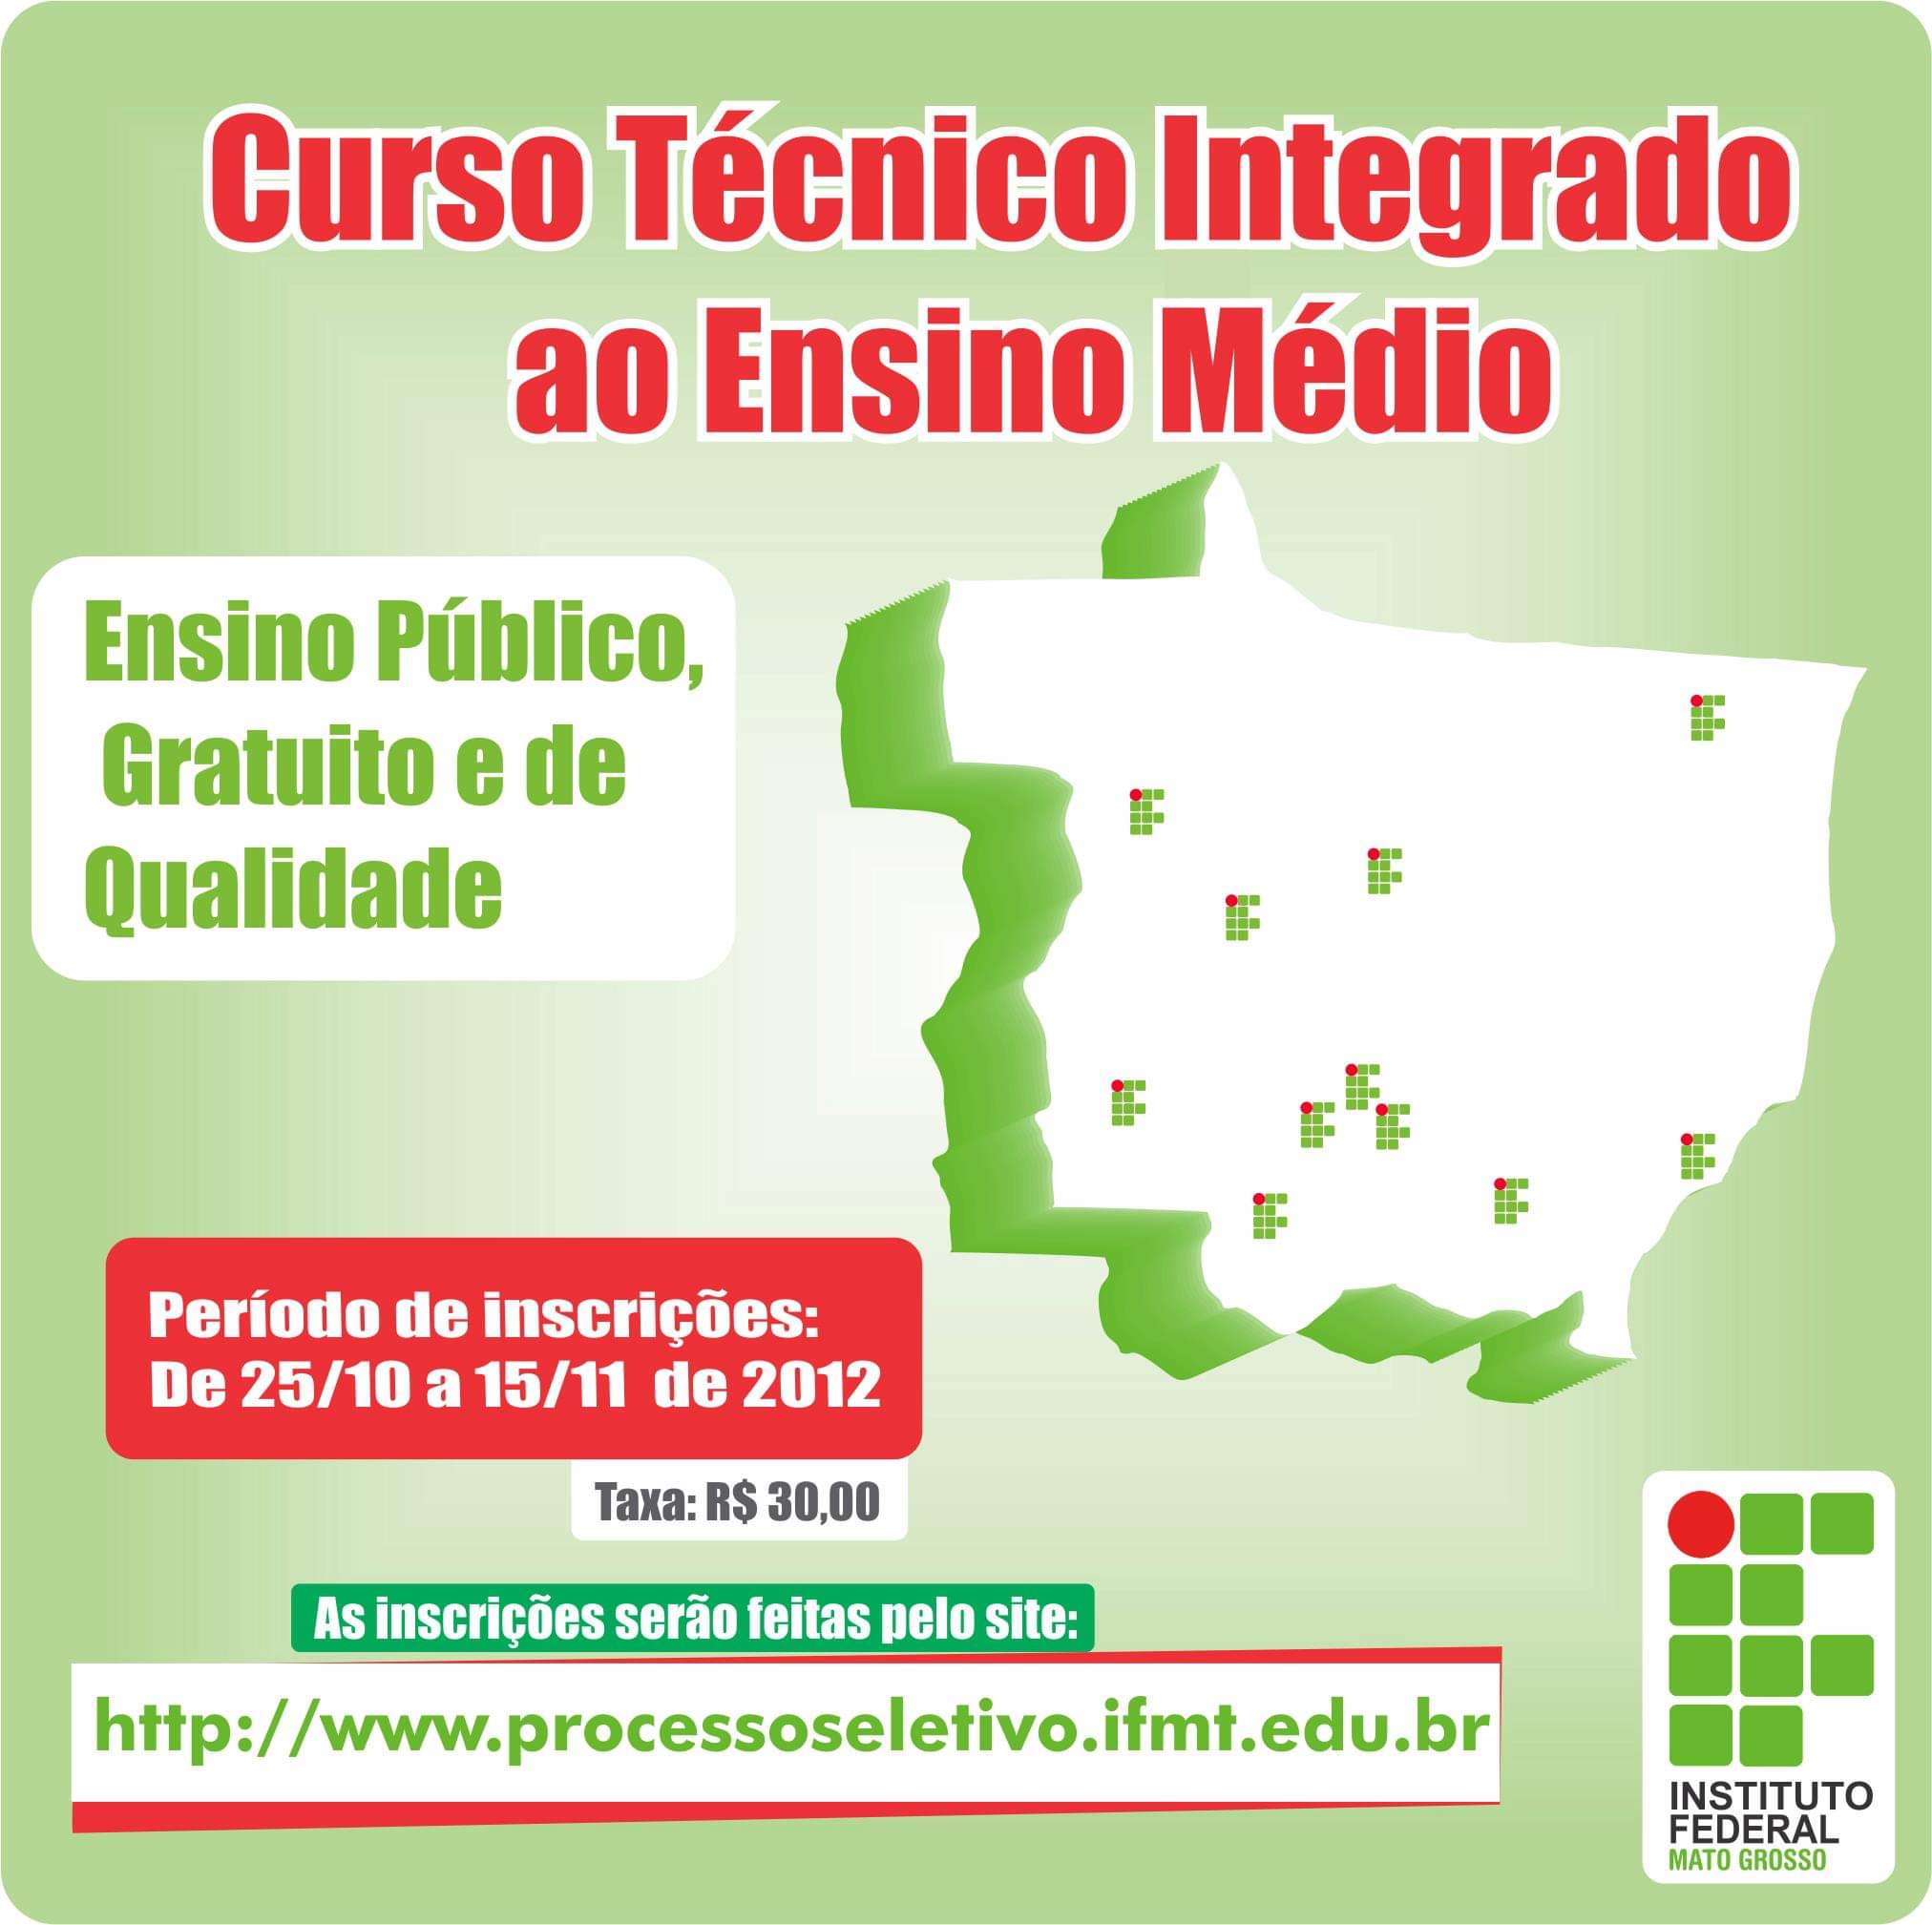 Curso Técnico Integrado
ao Ensino Médio
Ensino Público,
Gratuito e de
Qualidade
Período de inscrições:
De 25/10 a 15/11 de 2012
Taxa: R$ 30,00
As inscrições serão feitas pelo site:
http://www.processoseletivo.ifmt.edu.br
INSTITUTO
FEDERAL
MATO GROSSO